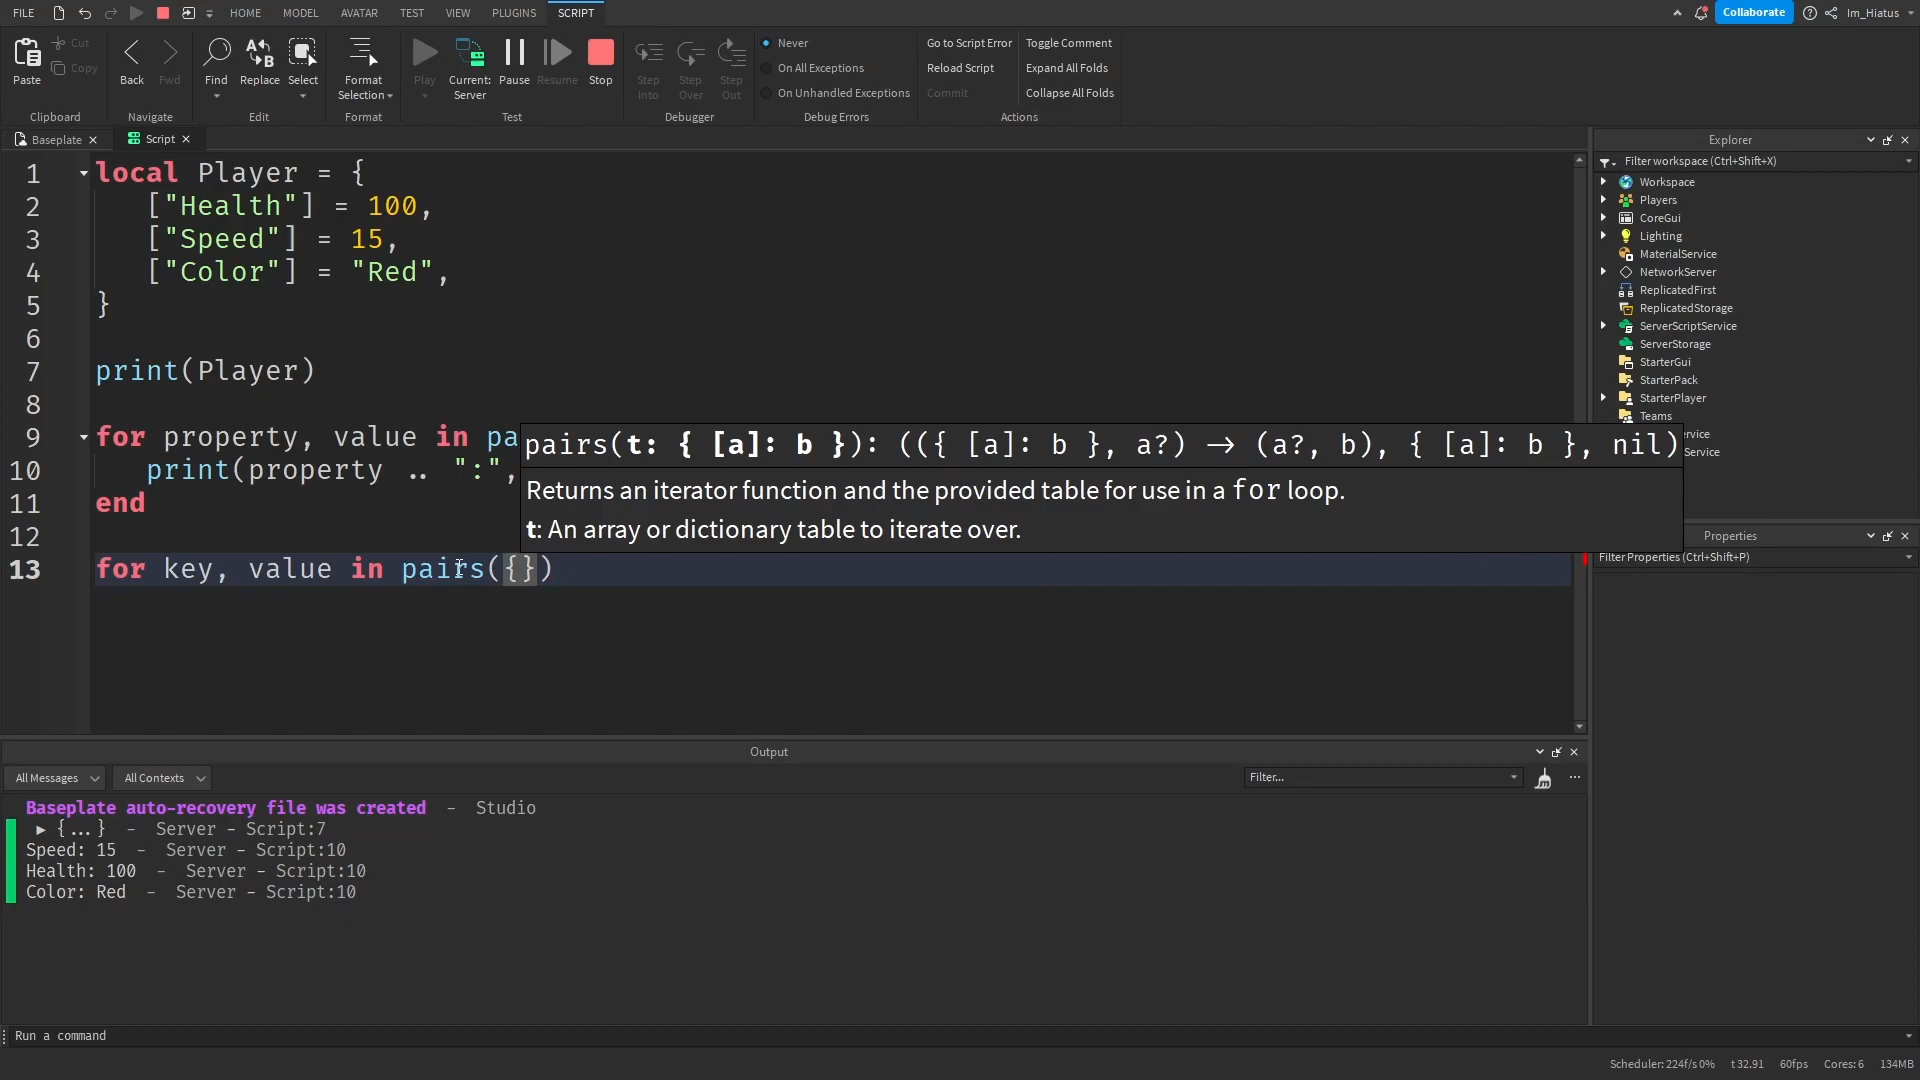 FILE HOME MODEL AVATAR TEST VIEW PLUGINS SCRIPT Collaborate Im_Hiatus
Paste Cut Copy Back Fwd Find Replace Select Format Selection Play Current: Server Pause Resume Stop Step Into Step Over Step Out
Never
On All Exceptions
On Unhandled Exceptions
Go to Script Error
Reload Script
Commit
Toggle Comment
Expand All Folds
Collapse All Folds
Clipboard Navigate Edit Format Test Debugger Debug Errors Actions
Baseplate Script
1 local Player = {
2 ["Health"] = 100,
3 ["Speed"] = 15,
4 ["Color"] = "Red",
5 }
6
7 print(Player)
8
9 for property, value in pa
10 print(property .. ":",
11 end
12
13 for key, value in pairs({})
pairs(t: { [a]: b }): (({ [a]: b }, a?) -> (a?, b), { [a]: b }, nil)
Returns an iterator function and the provided table for use in a for loop.
t: An array or dictionary table to iterate over.
Explorer
Filter workspace (Ctrl+Shift+X)
Workspace
Players
CoreGui
Lighting
MaterialService
NetworkServer
ReplicatedFirst
ReplicatedStorage
ServerScriptService
ServerStorage
StarterGui
StarterPack
StarterPlayer
Teams
ervice
Service
Properties
Filter Properties (Ctrl+Shift+P)
Output
All Messages All Contexts Filter...
Baseplate auto-recovery file was created - Studio
▶ {...} - Server - Script:7
Speed: 15 - Server - Script:10
Health: 100 - Server - Script:10
Color: Red - Server - Script:10
Run a command
Scheduler: 224f/s 0% t 32.91 60fps Cores: 6 134MB